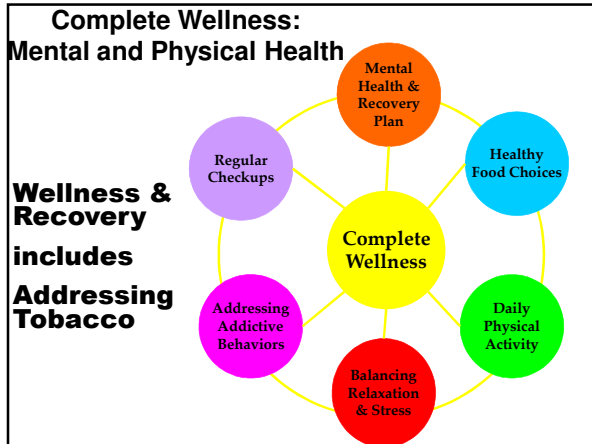 Complete Wellness:
Mental and Physical Health
Mental
Health &
Recovery
Plan
Healthy
Food Choices
Daily
Physical
Activity
Balancing
Relaxation
& Stress
Addressing
Addictive
Behaviors
Regular
Checkups
Complete
Wellness
Wellness &
Recovery
includes
Addressing
Tobacco